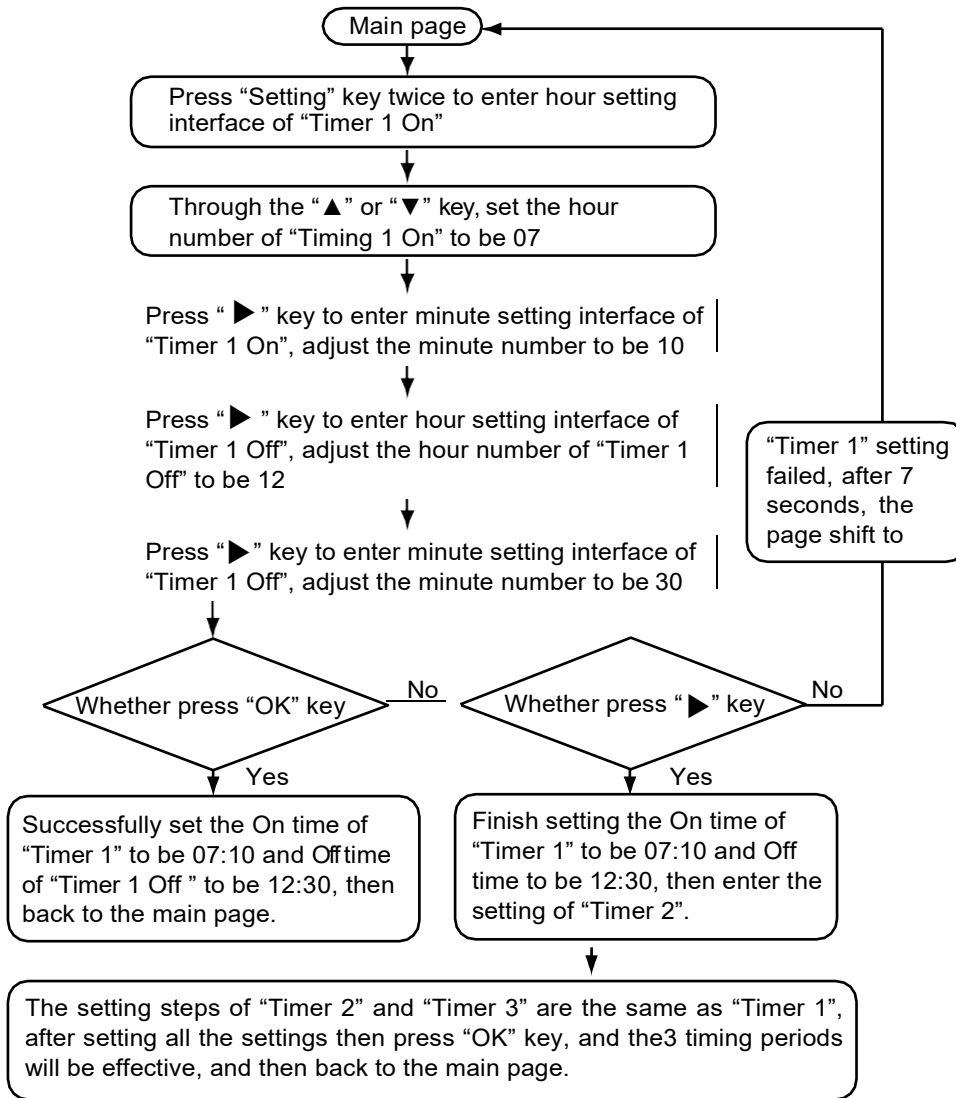 Main page
Press “Setting” key twice to enter hour setting
interface of “Timer 1 On”
Through the “▲” or “▼” key, set the hour
number of “Timing 1 On” to be 07
Press “ ▶ ” key to enter minute setting interface of
“Timer 1 On”, adjust the minute number to be 10
Press “ ▶ ” key to enter hour setting interface of
“Timer 1 Off”, adjust the hour number of “Timer 1
Off” to be 12
Press “▶” key to enter minute setting interface of
“Timer 1 Off”, adjust the minute number to be 30
“Timer 1” setting
failed, after 7
seconds, the
page shift to
Whether press “OK” key
No
Whether press “▶” key
No
Yes
Yes
Successfully set the On time of
“Timer 1” to be 07:10 and Off time
of “Timer 1 Off ” to be 12:30, then
back to the main page.
Finish setting the On time of
“Timer 1” to be 07:10 and Off
time to be 12:30, then enter the
setting of “Timer 2”.
The setting steps of “Timer 2” and “Timer 3” are the same as “Timer 1”,
after setting all the settings then press “OK” key, and the3 timing periods
will be effective, and then back to the main page.